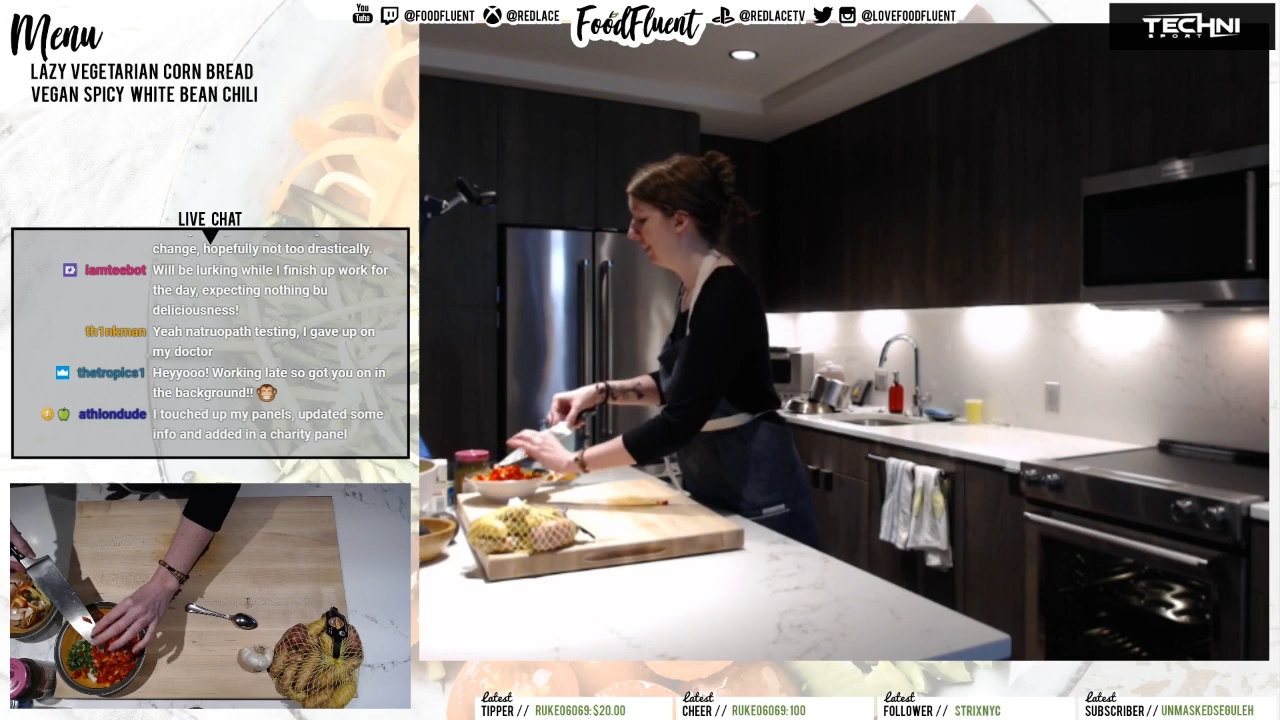 Menu
LAZY VEGETARIAN CORN BREAD
VEGAN SPICY WHITE BEAN CHILI
You Tube @FOODFLUENT @REDLACE FoodFluent @REDLACETV @LOVEFOODFLUENT
TECHNI
SPORT
LIVE CHAT
change, hopefully not too drastically.
iamteebot Will be lurking while I finish up work for
the day, expecting nothing bu
deliciousness!
th1nkman Yeah natruopath testing, I gave up on
my doctor
thetropics1 Heyyooo! Working late so got you on in
the background!!
athlondude I touched up my panels, updated some
info and added in a charity panel
latest
TIPPER // RUKE06069: $20.00
latest
CHEER // RUKE06069: 100
latest
FOLLOWER // STRIXNYC
latest
SUBSCRIBER // UNMASKEDSEGULEH